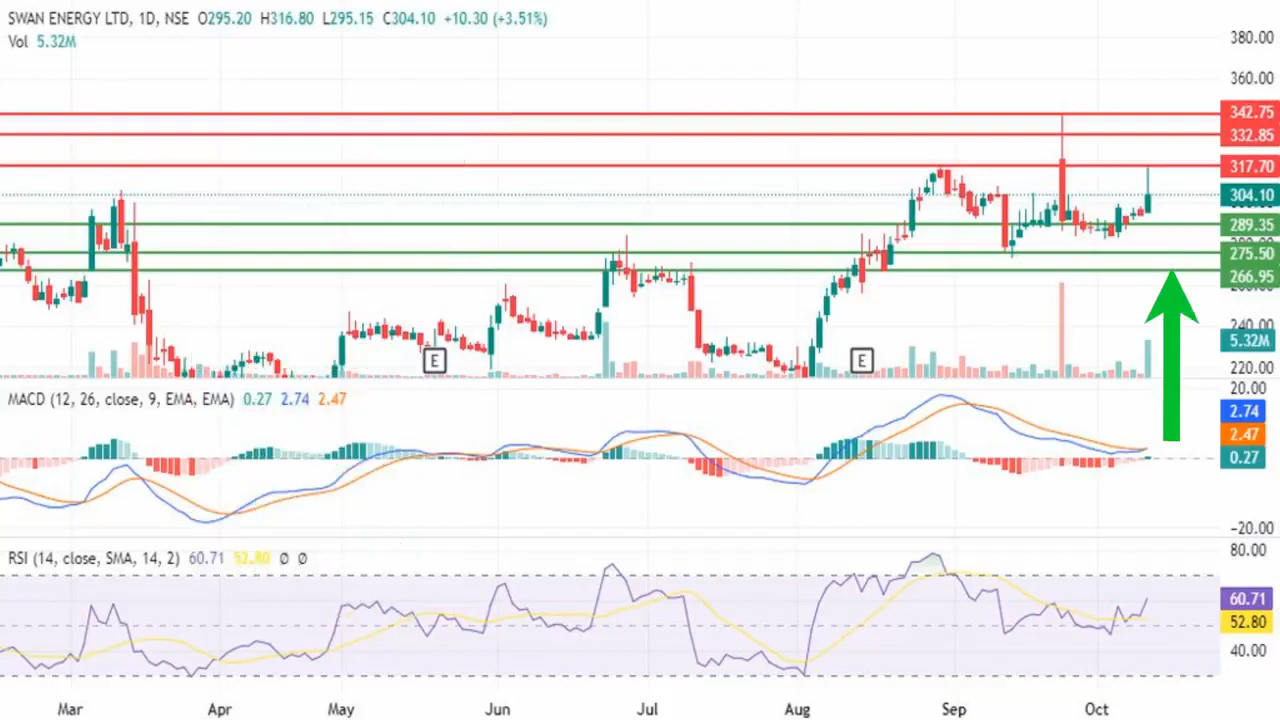 SWAN ENERGY LTD, 1D, NSE O295.20 H316.80 L295.15 C304.10 +10.30 (+3.51%)
Vol 5.32M
380.00
360.00
342.75
332.85
317.70
304.10
289.35
275.50
266.95
240.00
5.32M
220.00
E
E
MACD (12, 26, close, 9, EMA, EMA) 0.27 2.74 2.47
20.00
2.74
2.47
0.27
−20.00
RSI (14, close, SMA, 14, 2) 60.71 52.80 Ø Ø
80.00
60.71
52.80
40.00
Mar Apr May Jun Jul Aug Sep Oct